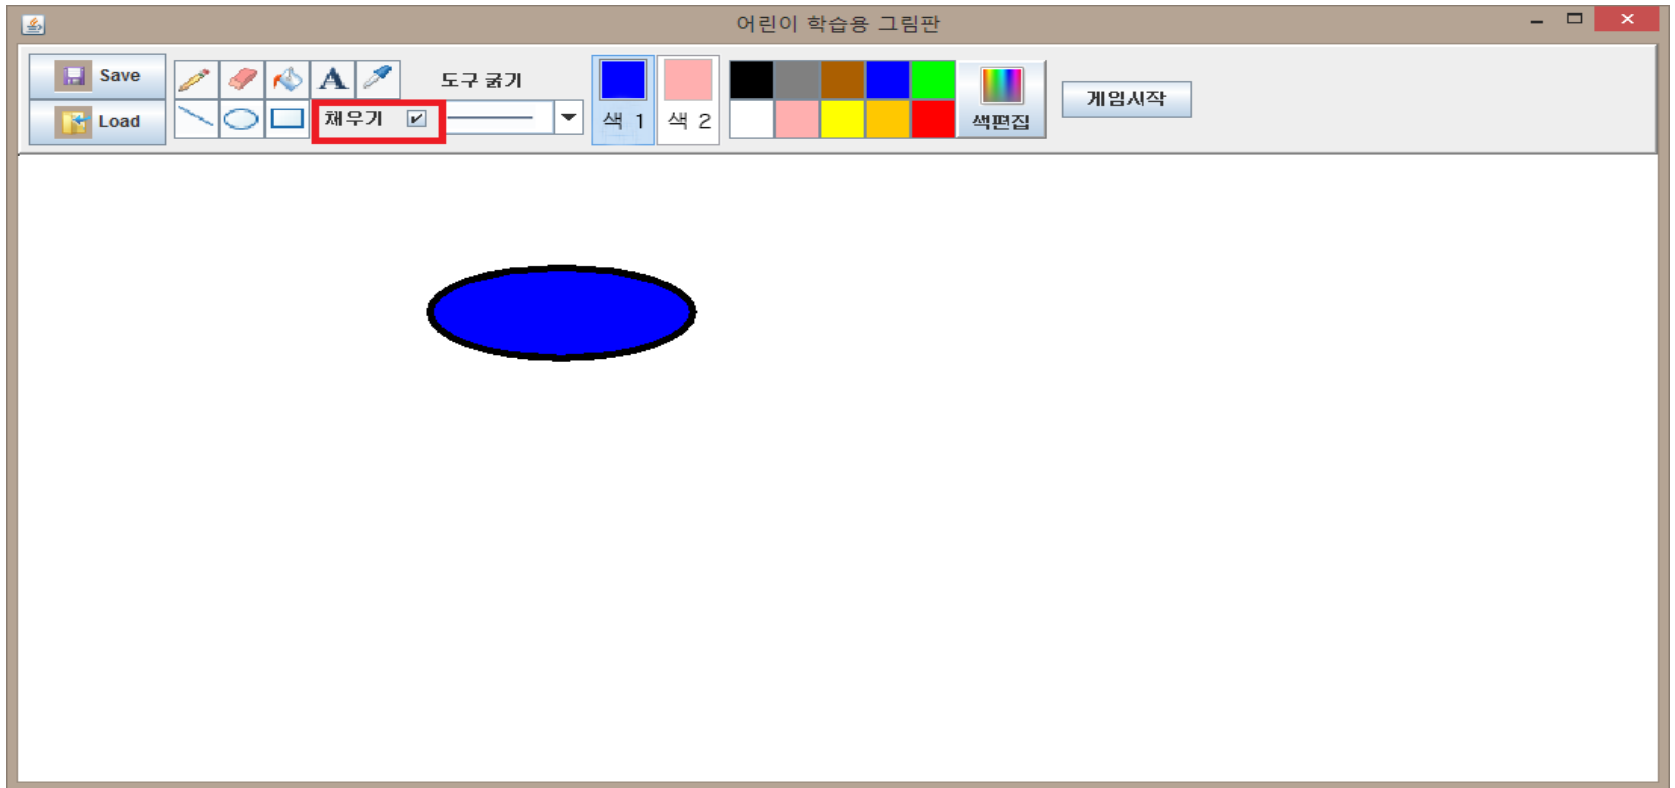 어린이 학습용 그림판
Save
Load
A
채우기
도구 굵기
색 1
색 2
색편집
게임시작